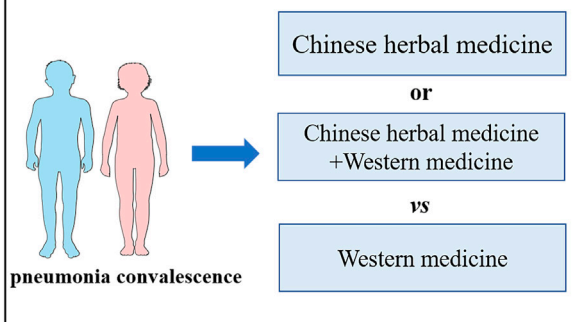 Chinese herbal medicine
or
Chinese herbal medicine
+Western medicine
vs
Western medicine
pneumonia convalescence